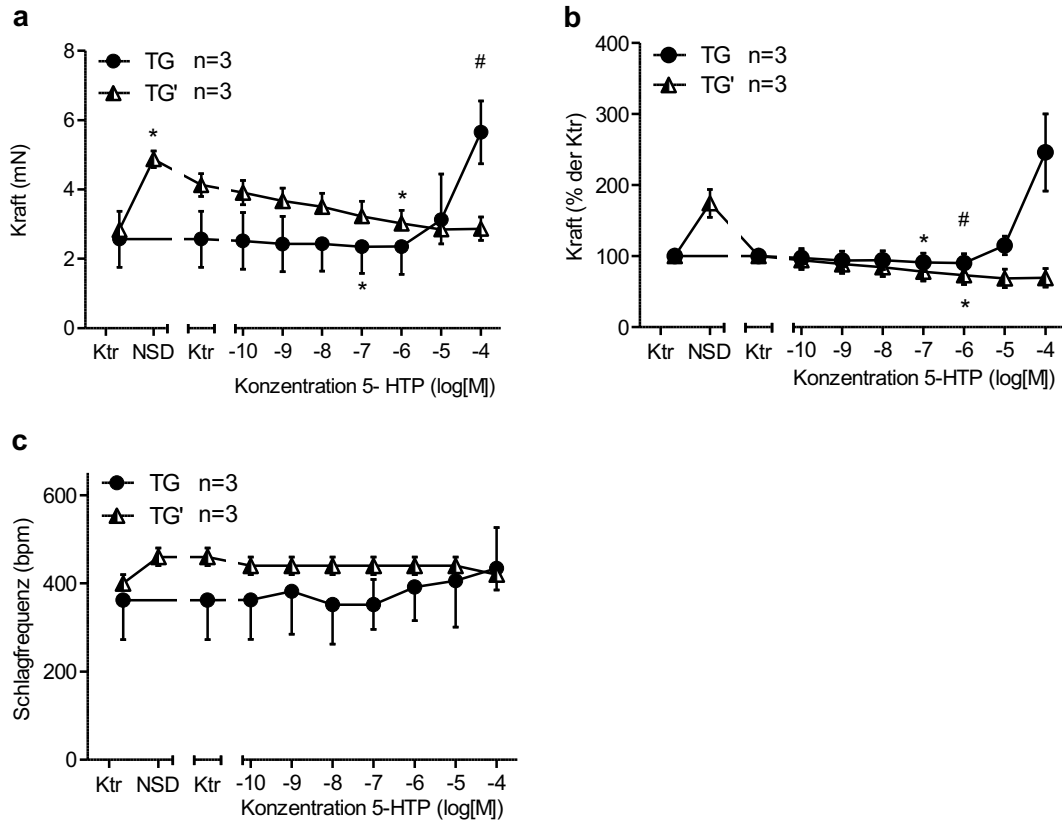 a
8
6
4
2
0
Kraft (mN)
TG n=3
TG' n=3
*
#
*
*
Ktr NSD Ktr -10 -9 -8 -7 -6 -5 -4
Konzentration 5- HTP (log[M])
b
400
300
200
100
0
Kraft (% der Ktr)
TG n=3
TG' n=3
*
#
*
Ktr NSD Ktr -10 -9 -8 -7 -6 -5 -4
Konzentration 5-HTP (log[M])
c
600
400
200
0
Schlagfrequenz (bpm)
TG n=3
TG' n=3
Ktr NSD Ktr -10 -9 -8 -7 -6 -5 -4
Konzentration 5-HTP (log[M])